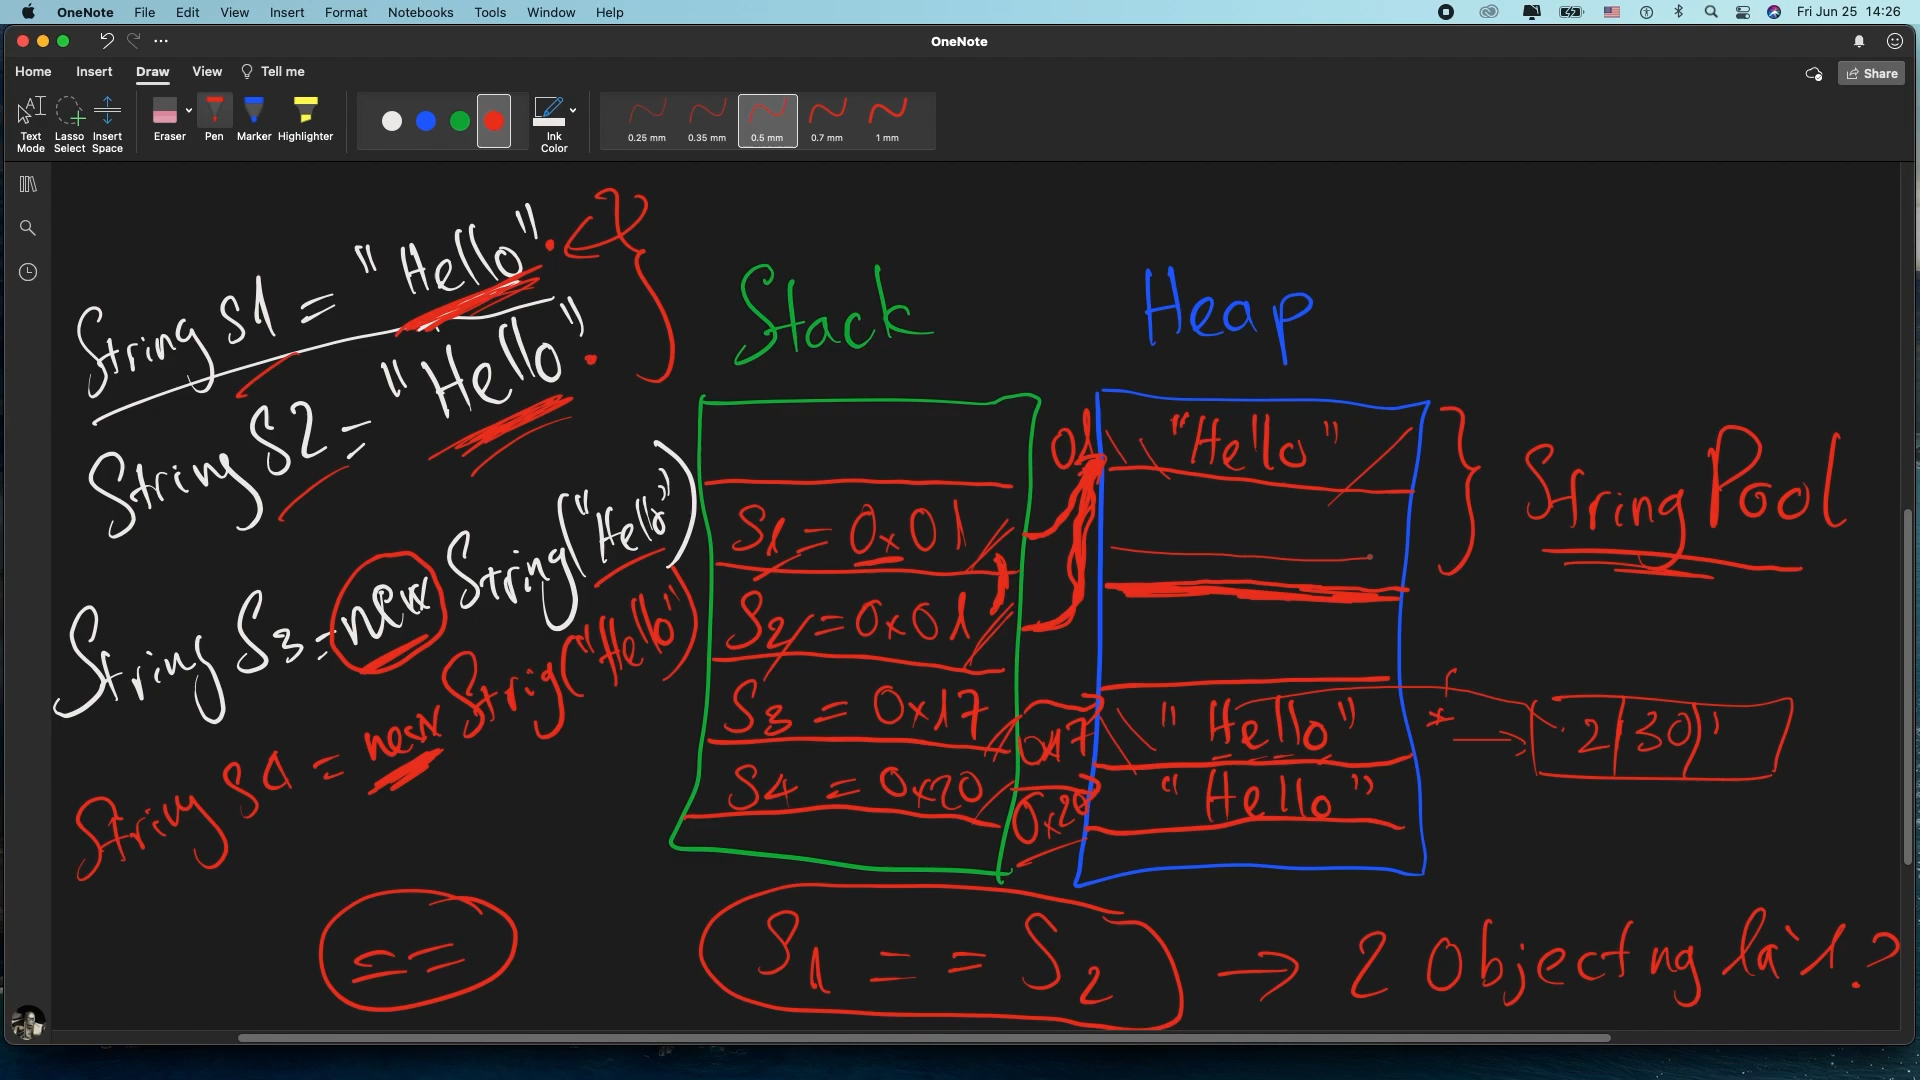 OneNote File Edit View Insert Format Notebooks Tools Window Help Fri Jun 25 14:26
OneNote
Home Insert Draw View Tell me Share
Text Mode Lasso Select Insert Space Eraser Pen Marker Highlighter Ink Color 0.25 mm 0.35 mm 0.5 mm 0.7 mm 1 mm
String S1 = "Hello"
String S2 = "Hello"
String S3 = new String("Hello")
String S4 = new Strig("Hello")
Stack
Heap
S1 = 0x01
S2 = 0x01
S3 = 0x17
S4 = 0x20
01
"Hello"
String Pool
0x17
"Hello"
2 30
0x20
"Hello"
==
S1 == S2 → 2 Object ng là 1?